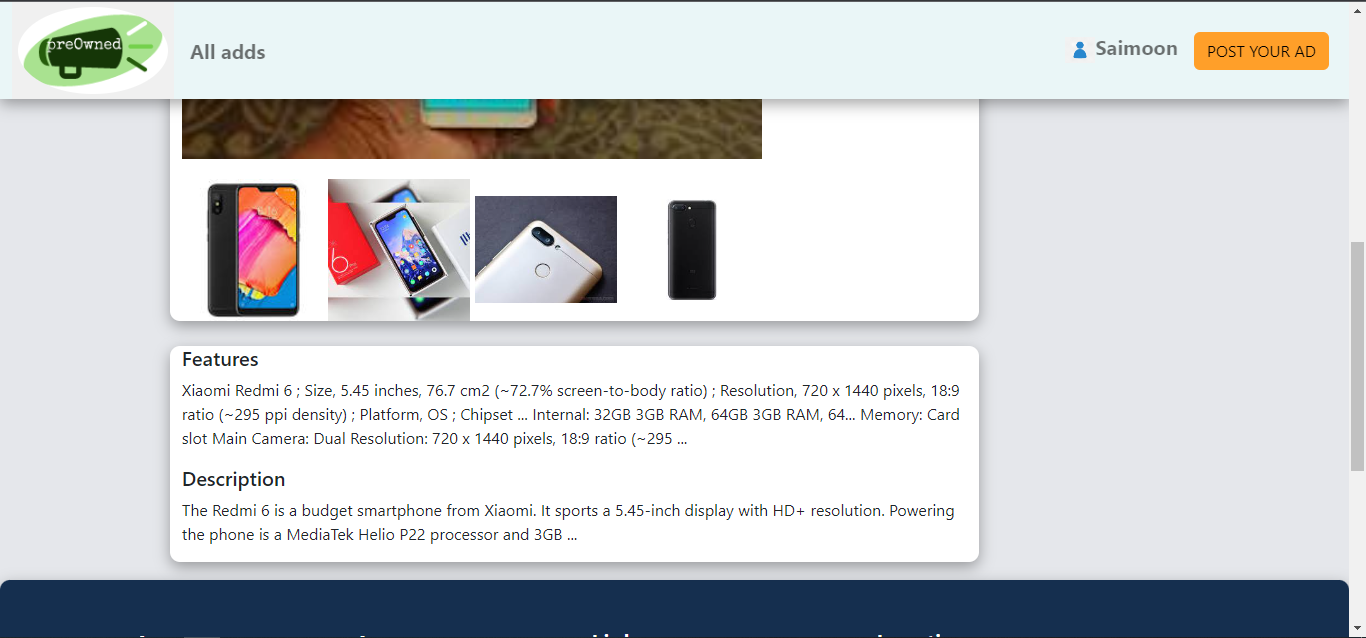 preOwned
All adds
Saimoon
POST YOUR AD
6
Features
Xiaomi Redmi 6 ; Size, 5.45 inches, 76.7 cm2 (~72.7% screen-to-body ratio) ; Resolution, 720 x 1440 pixels, 18:9
ratio (~295 ppi density) ; Platform, OS ; Chipset ... Internal: 32GB 3GB RAM, 64GB 3GB RAM, 64... Memory: Card
slot Main Camera: Dual Resolution: 720 x 1440 pixels, 18:9 ratio (~295 ...
Description
The Redmi 6 is a budget smartphone from Xiaomi. It sports a 5.45-inch display with HD+ resolution. Powering
the phone is a MediaTek Helio P22 processor and 3GB ...